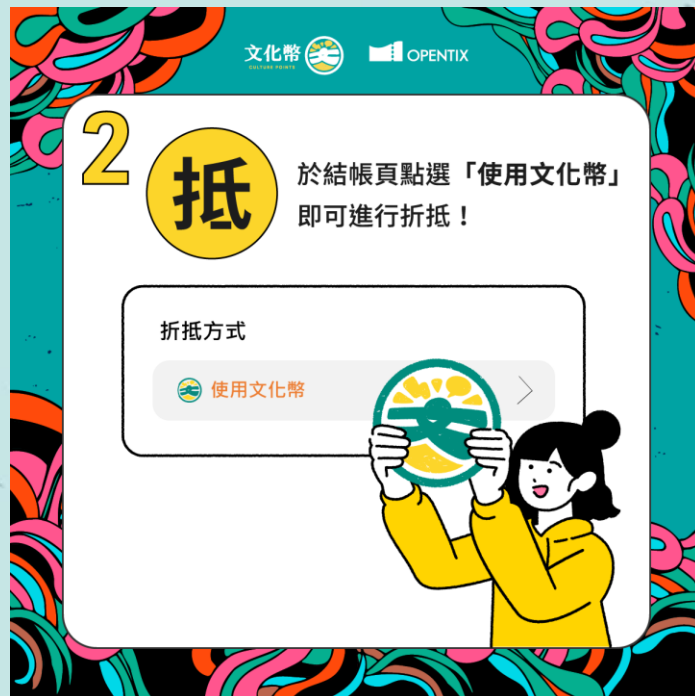 文化幣
CULTURE POINTS
OPENTIX
2
抵
於結帳頁點選「使用文化幣」
即可進行折抵！
折抵方式
使用文化幣
文